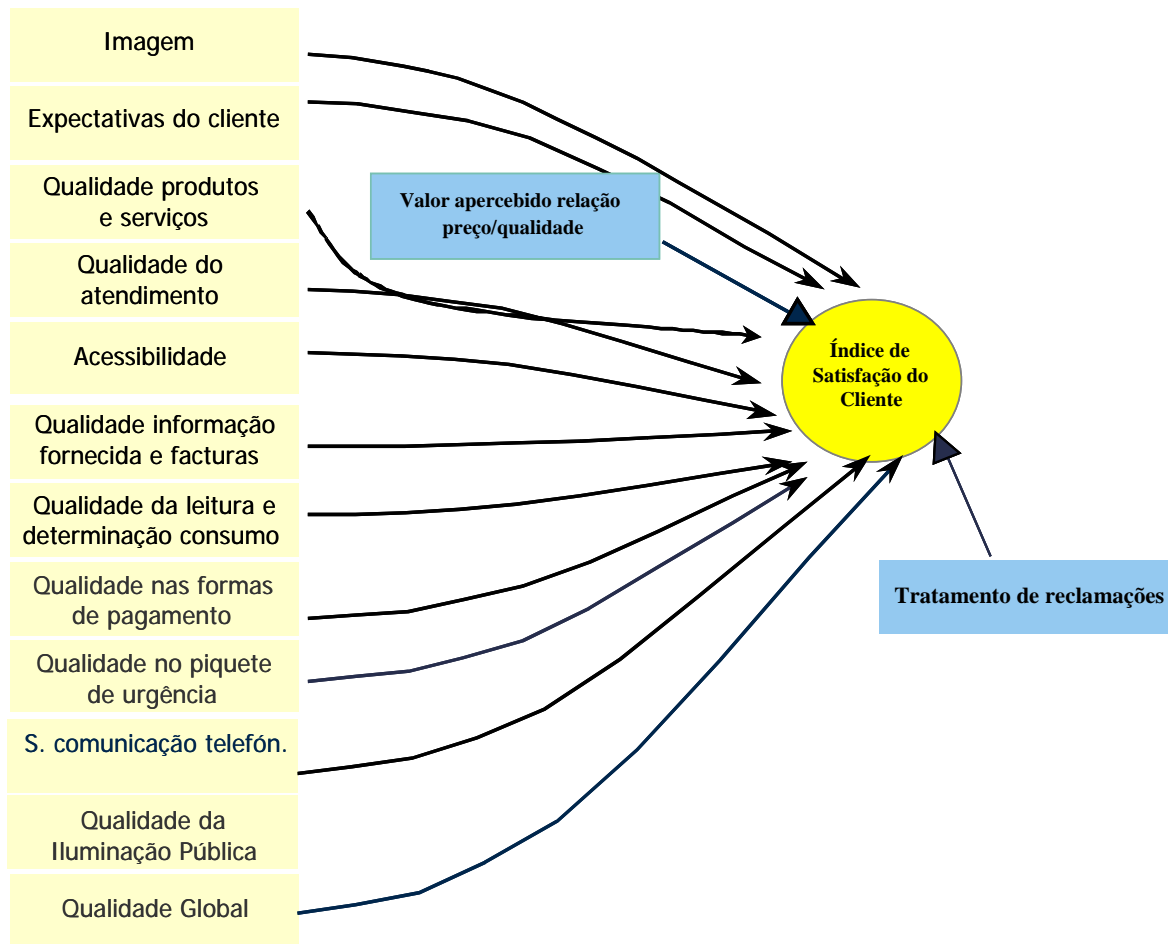 Imagem
Expectativas do cliente
Qualidade produtos
e serviços
Qualidade do
atendimento
Acessibilidade
Qualidade informação
fornecida e facturas
Qualidade da leitura e
determinação consumo
Qualidade nas formas
de pagamento
Qualidade no piquete
de urgência
S. comunicação telefón.
Qualidade da
Iluminação Pública
Qualidade Global
Valor apercebido relação
preço/qualidade
Índice de
Satisfação do
Cliente
Tratamento de reclamações